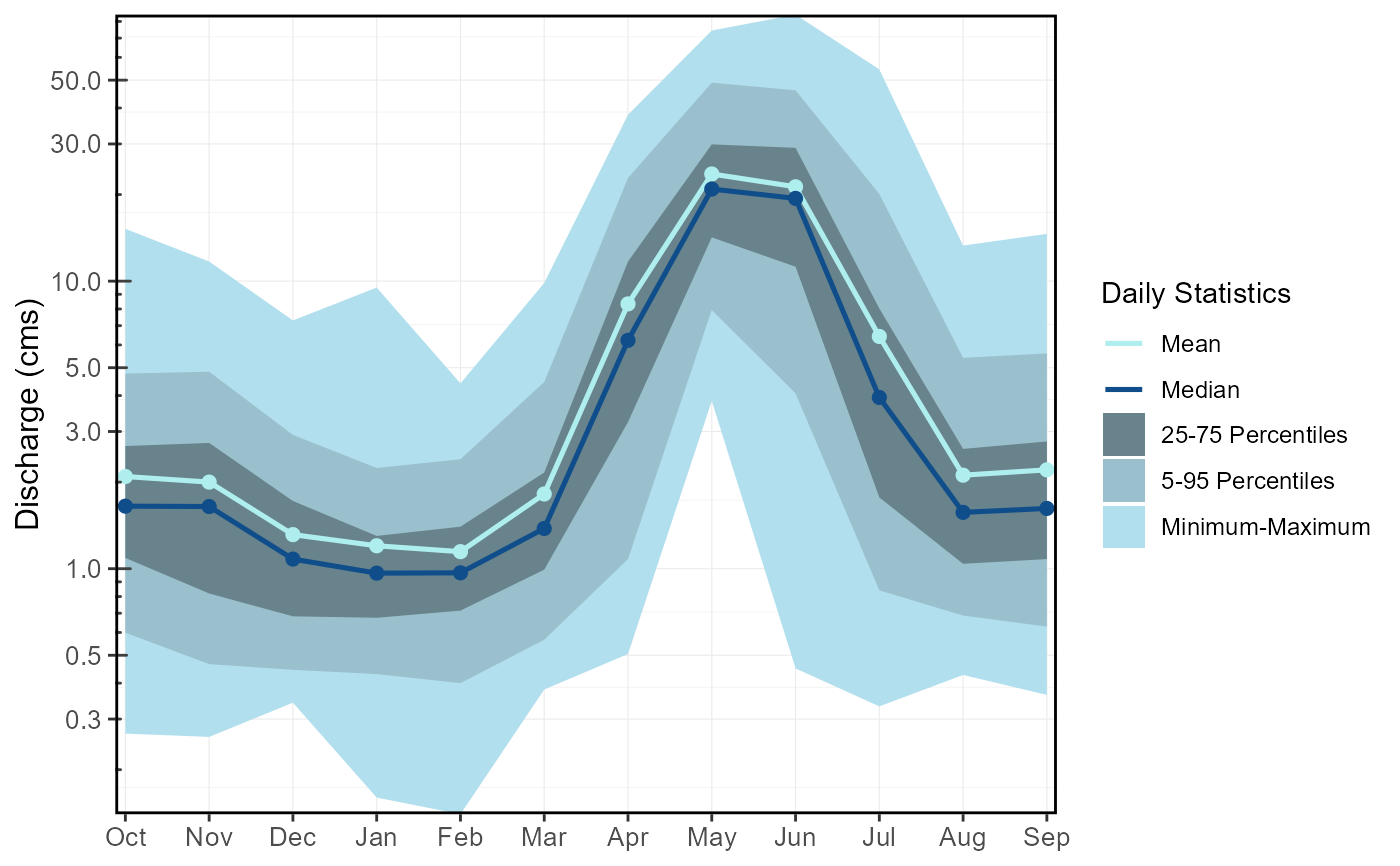 Discharge (cms)
50.0
30.0
10.0
5.0
3.0
1.0
0.5
0.3
Oct Nov Dec Jan Feb Mar Apr May Jun Jul Aug Sep
Daily Statistics
Mean
Median
25-75 Percentiles
5-95 Percentiles
Minimum-Maximum